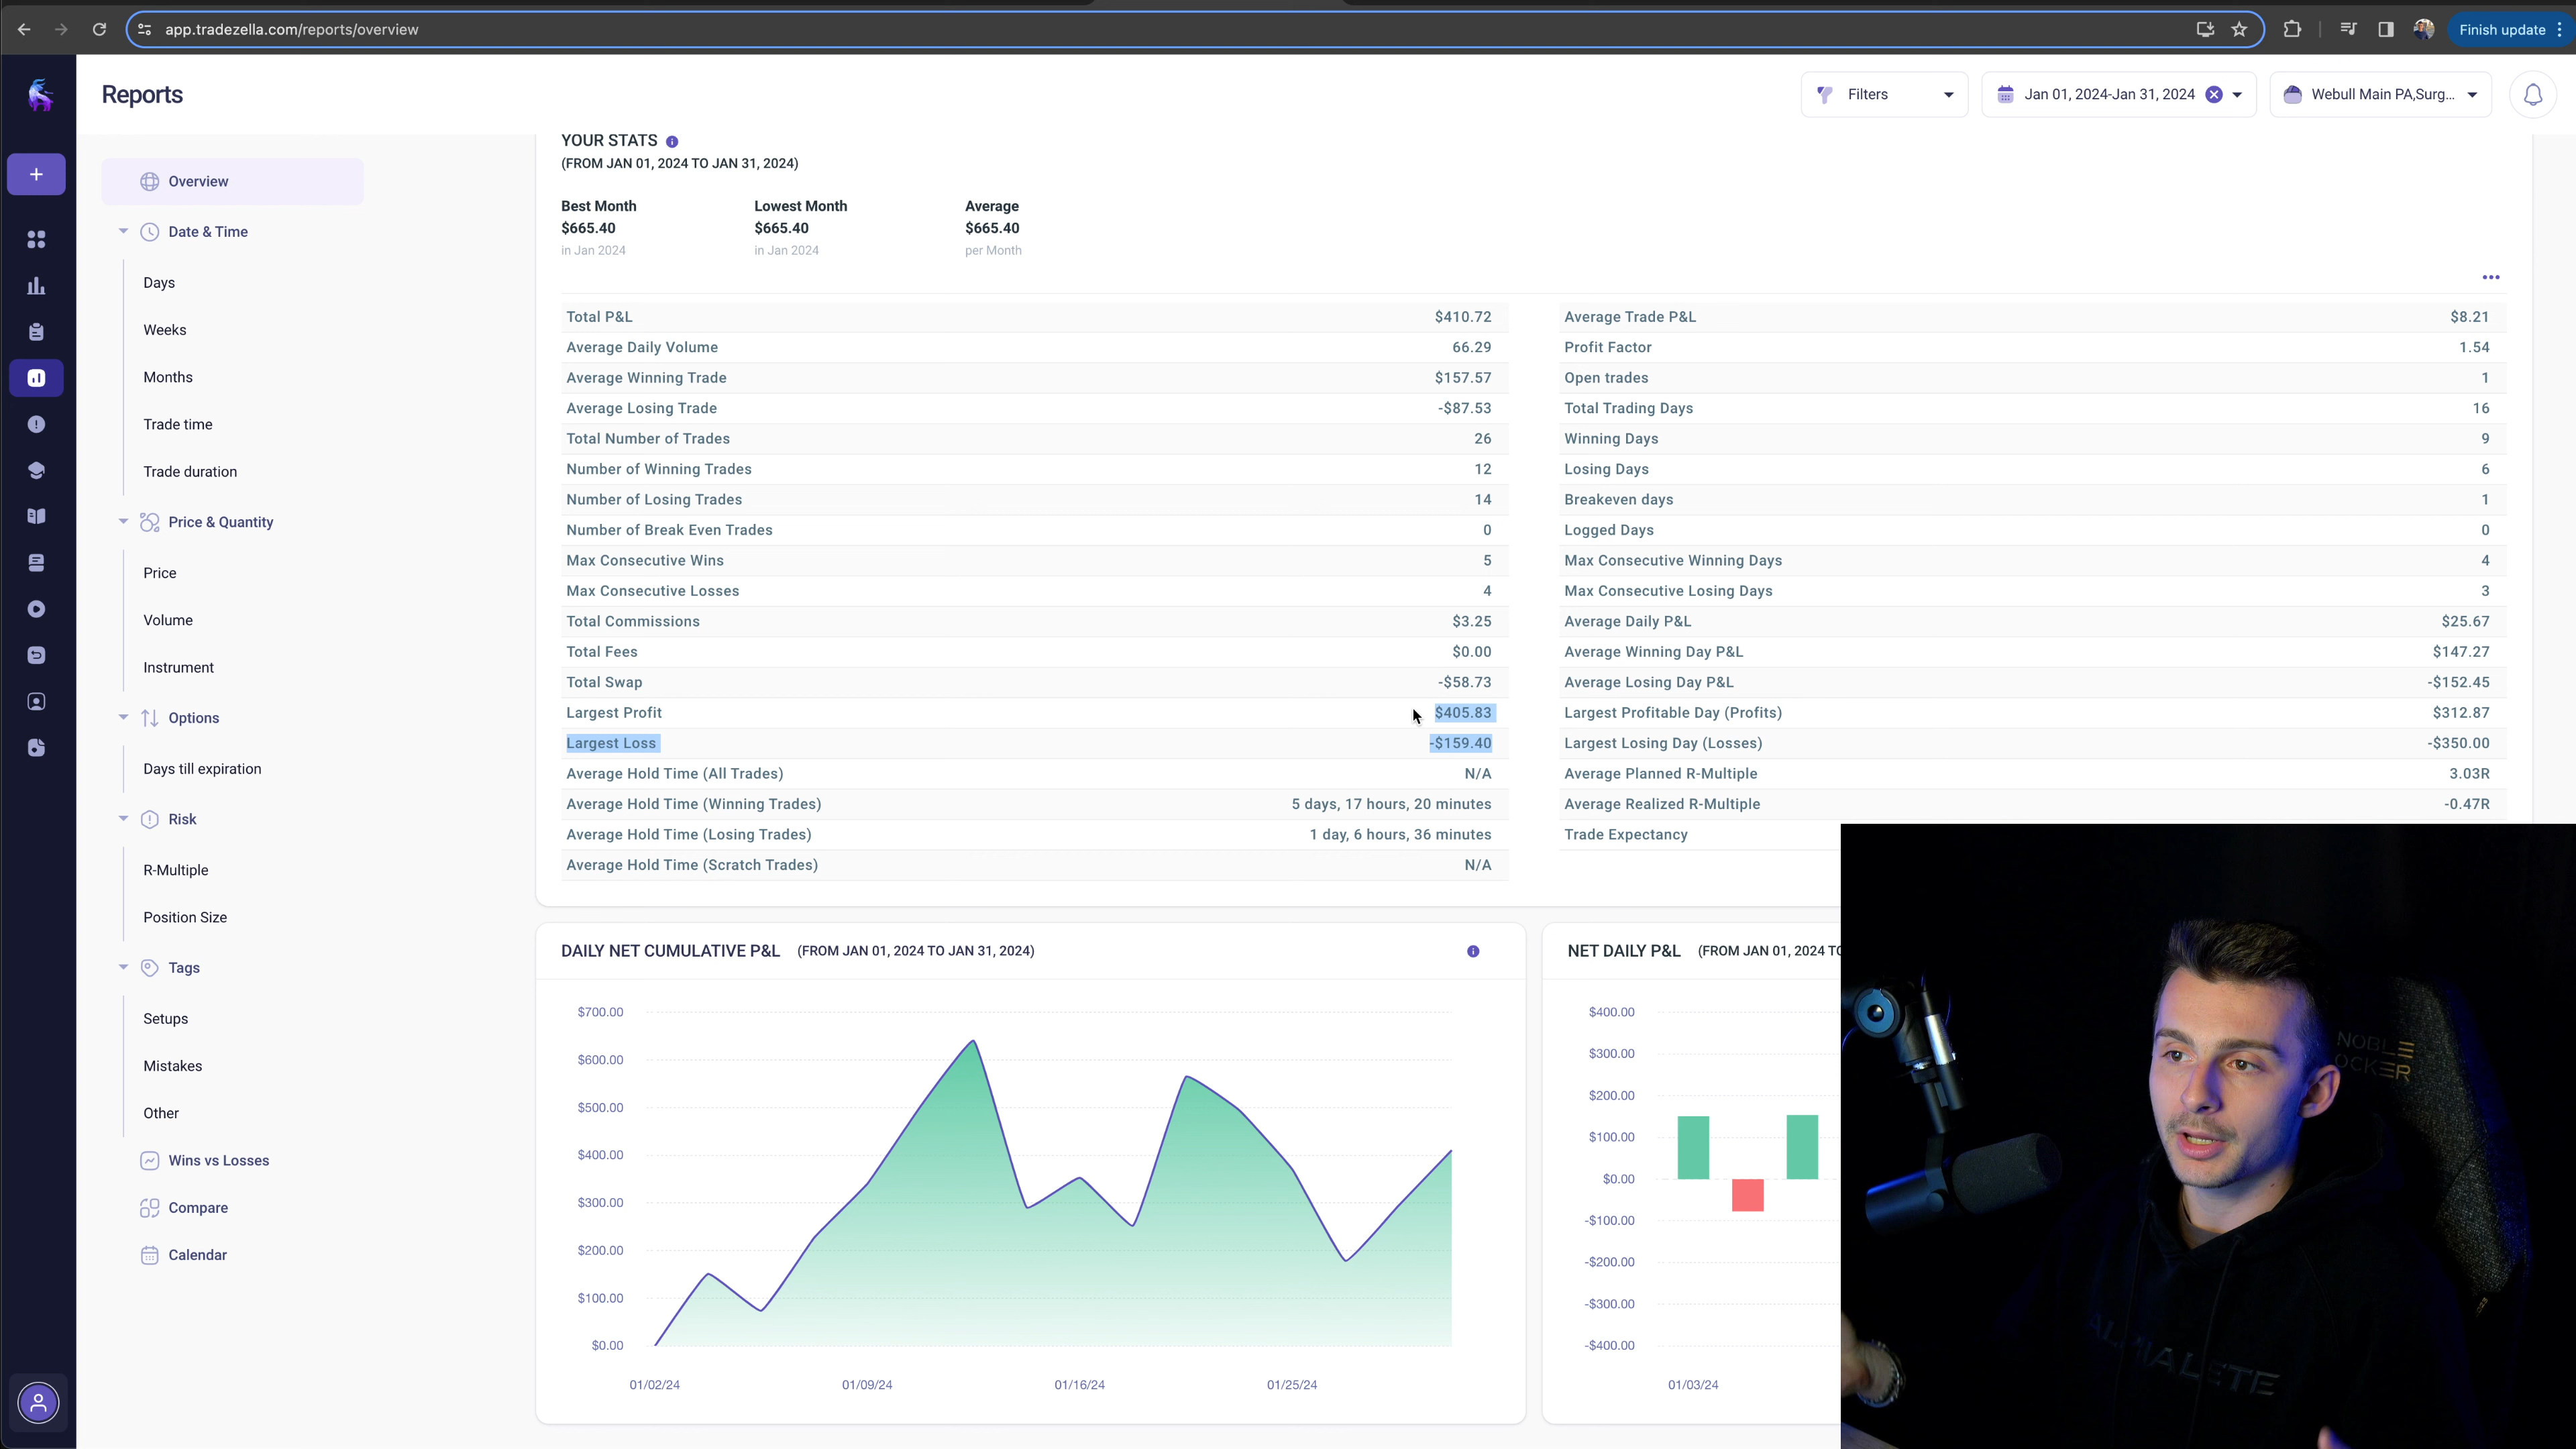 app.tradezella.com/reports/overview
Finish update
Reports
Filters
Jan 01, 2024-Jan 31, 2024
Webull Main PA,Surg...
Overview
Date & Time
Days
Weeks
Months
Trade time
Trade duration
Price & Quantity
Price
Volume
Instrument
Options
Days till expiration
Risk
R-Multiple
Position Size
Tags
Setups
Mistakes
Other
Wins vs Losses
Compare
Calendar
YOUR STATS
(FROM JAN 01, 2024 TO JAN 31, 2024)
Best Month Lowest Month Average
$665.40 $665.40 $665.40
in Jan 2024 in Jan 2024 per Month
Total P&L $410.72
Average Daily Volume 66.29
Average Winning Trade $157.57
Average Losing Trade -$87.53
Total Number of Trades 26
Number of Winning Trades 12
Number of Losing Trades 14
Number of Break Even Trades 0
Max Consecutive Wins 5
Max Consecutive Losses 4
Total Commissions $3.25
Total Fees $0.00
Total Swap -$58.73
Largest Profit $405.83
Largest Loss -$159.40
Average Hold Time (All Trades) N/A
Average Hold Time (Winning Trades) 5 days, 17 hours, 20 minutes
Average Hold Time (Losing Trades) 1 day, 6 hours, 36 minutes
Average Hold Time (Scratch Trades) N/A
Average Trade P&L $8.21
Profit Factor 1.54
Open trades 1
Total Trading Days 16
Winning Days 9
Losing Days 6
Breakeven days 1
Logged Days 0
Max Consecutive Winning Days 4
Max Consecutive Losing Days 3
Average Daily P&L $25.67
Average Winning Day P&L $147.27
Average Losing Day P&L -$152.45
Largest Profitable Day (Profits) $312.87
Largest Losing Day (Losses) -$350.00
Average Planned R-Multiple 3.03R
Average Realized R-Multiple -0.47R
Trade Expectancy
DAILY NET CUMULATIVE P&L (FROM JAN 01, 2024 TO JAN 31, 2024)
$700.00
$600.00
$500.00
$400.00
$300.00
$200.00
$100.00
$0.00
01/02/24 01/09/24 01/16/24 01/25/24
NET DAILY P&L (FROM JAN 01, 2024 TO
$400.00
$300.00
$200.00
$100.00
$0.00
-$100.00
-$200.00
-$300.00
-$400.00
01/03/24
NOBLE
OCKER